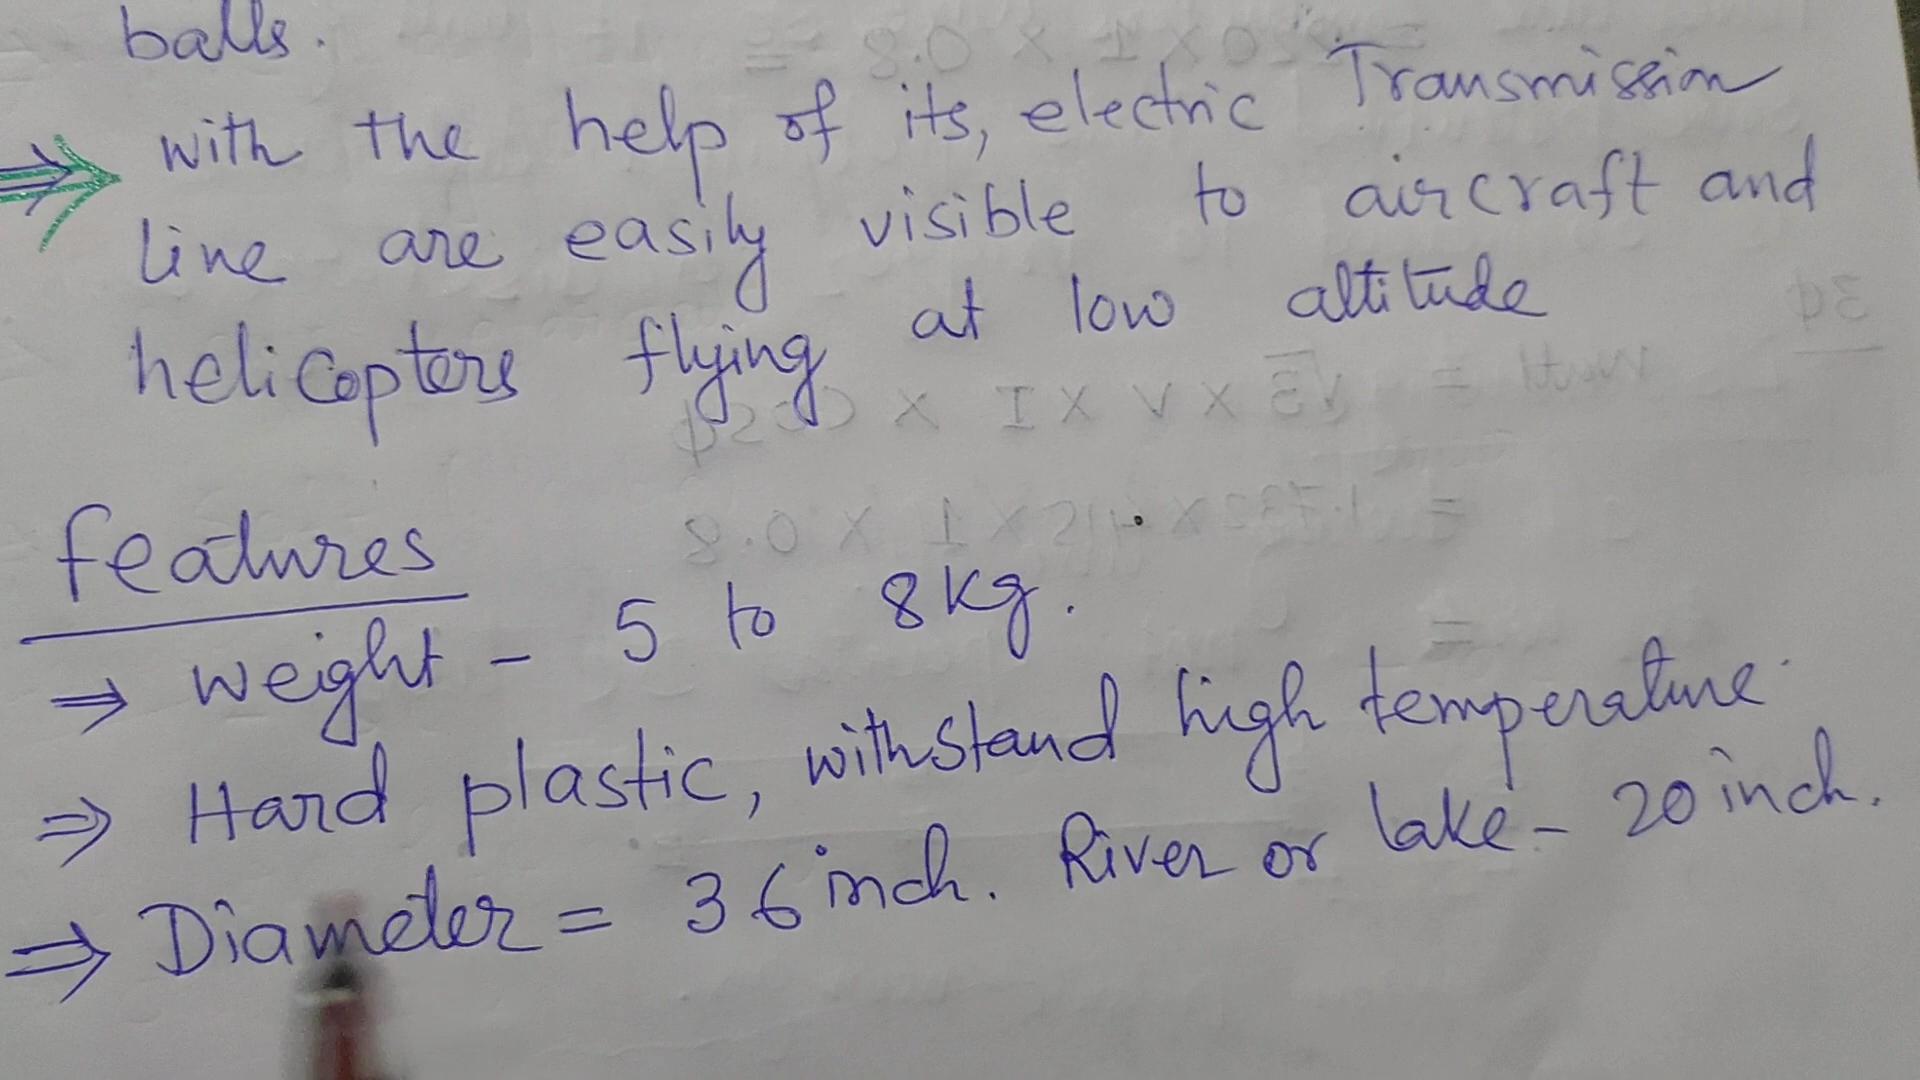 balls.
⇒ with the help of its, electric Transmission
line are easily visible to aircraft and
helicopters flying at low altitude
features
⇒ weight - 5 to 8kg.
⇒ Hard plastic, withstand high temperature.
⇒ Diameter = 36 inch. River or lake - 20 inch.